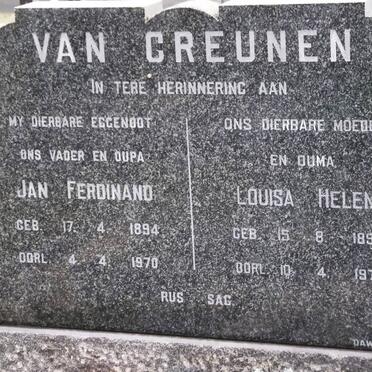 VAN GREUNEN
IN TERE HERINNERING AAN
MY DIERBARE EGGENOOT
ONS VADER EN OUPA
JAN FERDINAND
GEB. 17. 4. 1894
OORL. 4. 4. 1970
ONS DIERBARE MOED
EN OUMA
LOUISA HELEN
GEB. 15. 8. 189
OORL. 10. 4. 197
RUS SAG.
DAW